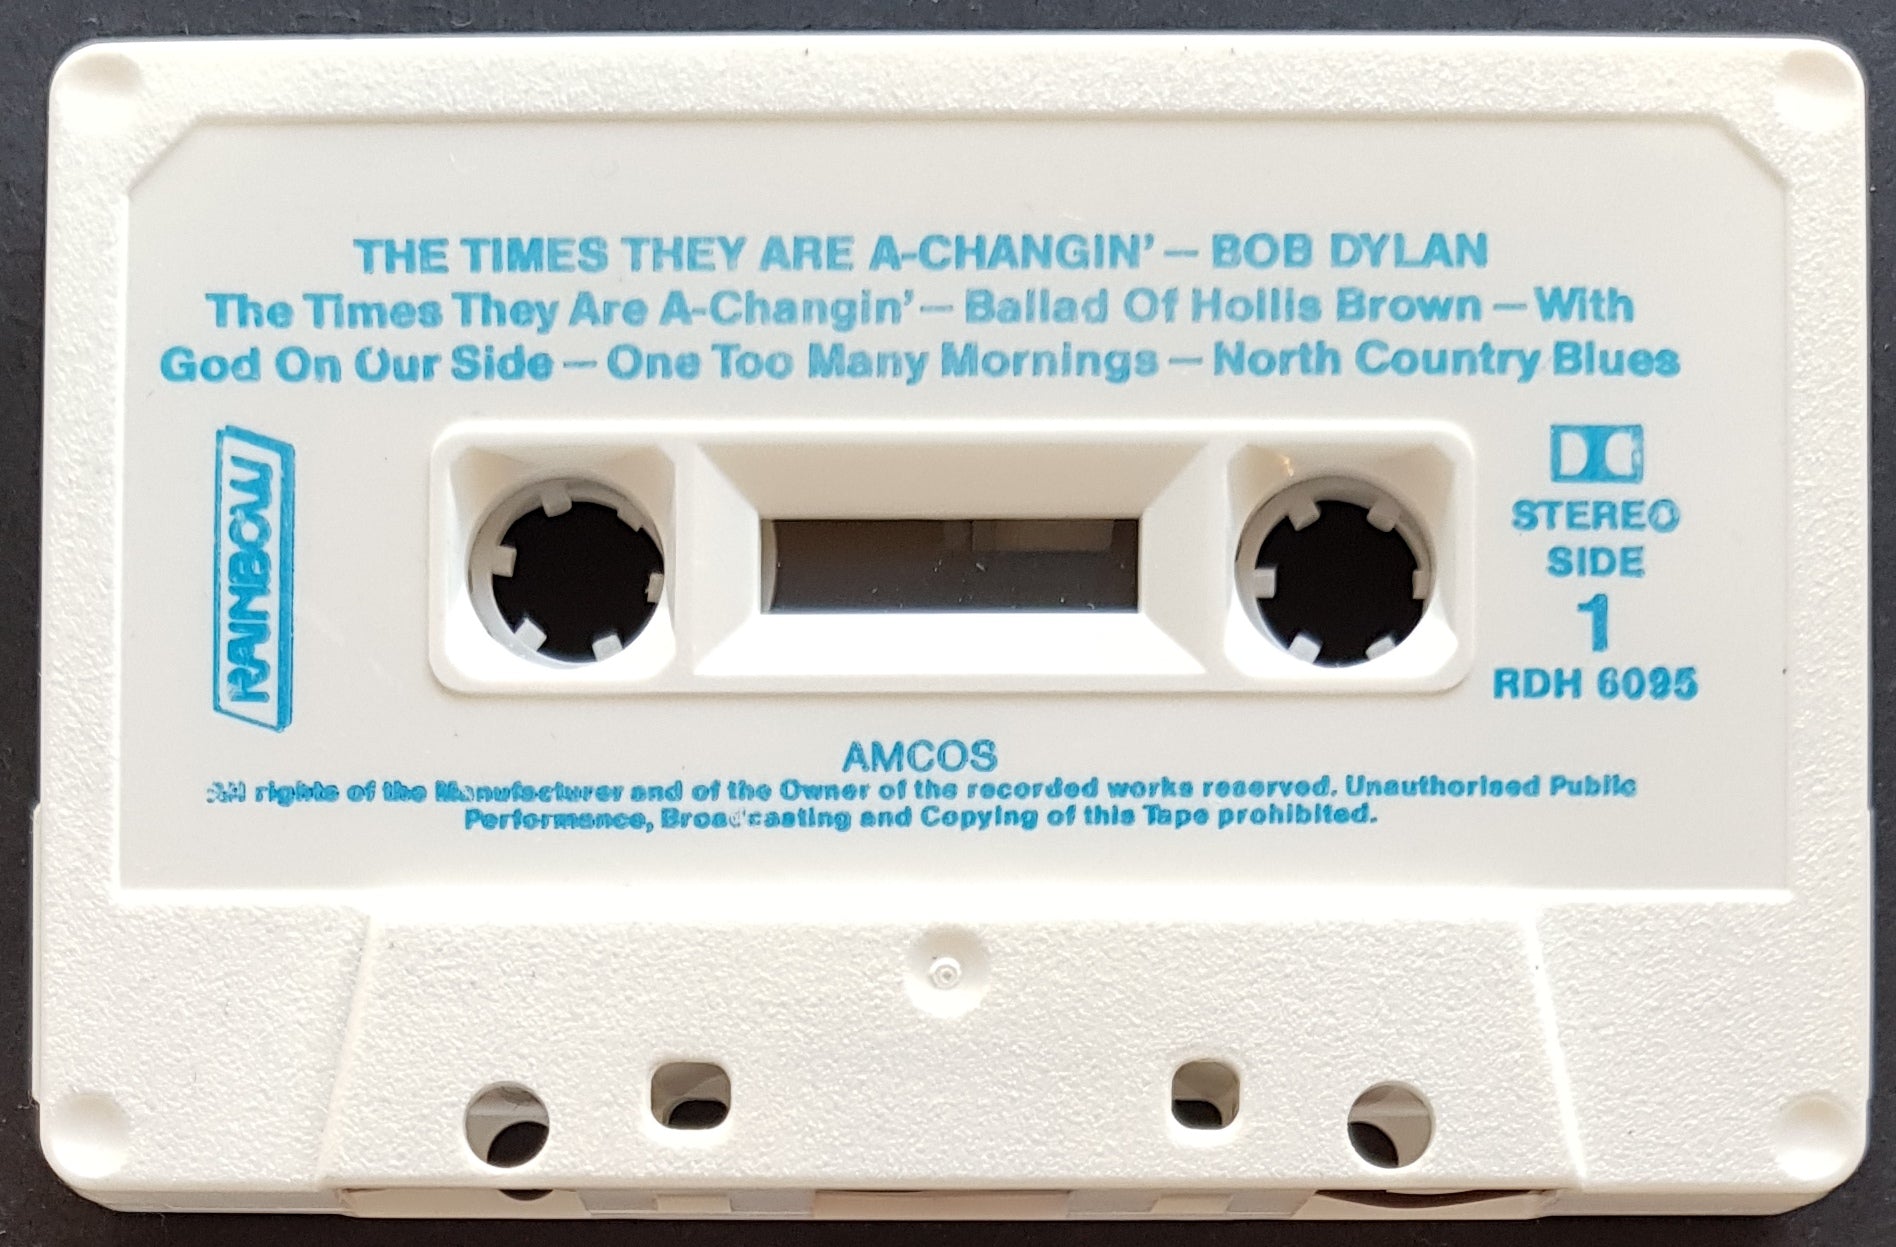 THE TIMES THEY ARE A-CHANGIN' – BOB DYLAN
The Times They Are A-Changin' – Ballad Of Hollis Brown – With
God On Our Side – One Too Many Mornings – North Country Blues
RAINBOW
STEREO
SIDE
1
RDH 6095
AMCOS
All rights of the Manufacturer and of the Owner of the recorded works reserved. Unauthorised Public
Performance, Broadcasting and Copying of this Tape prohibited.